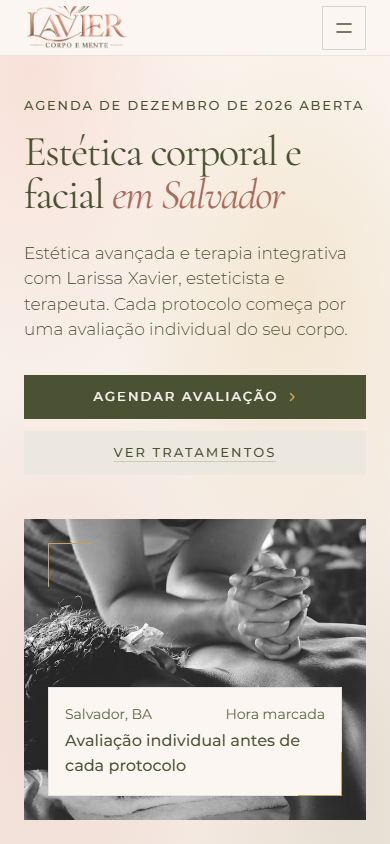 LAVIER
CORPO E MENTE
AGENDA DE DEZEMBRO DE 2026 ABERTA
Estética corporal e
facial em Salvador
Estética avançada e terapia integrativa
com Larissa Xavier, esteticista e
terapeuta. Cada protocolo começa por
uma avaliação individual do seu corpo.
AGENDAR AVALIAÇÃO
VER TRATAMENTOS
Salvador, BA Hora marcada
Avaliação individual antes de
cada protocolo